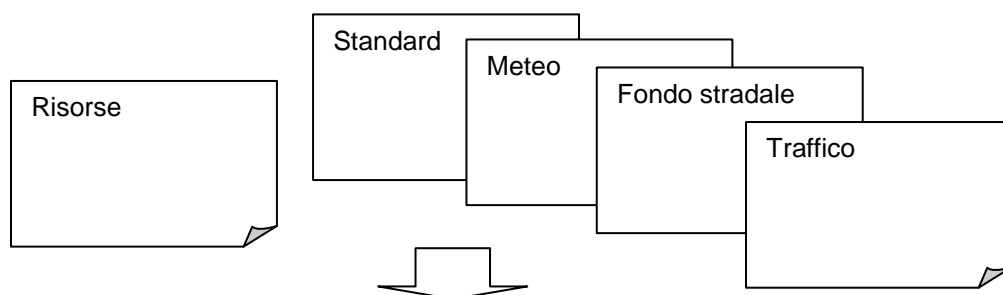 Standard
Meteo
Fondo stradale
Risorse
Traffico